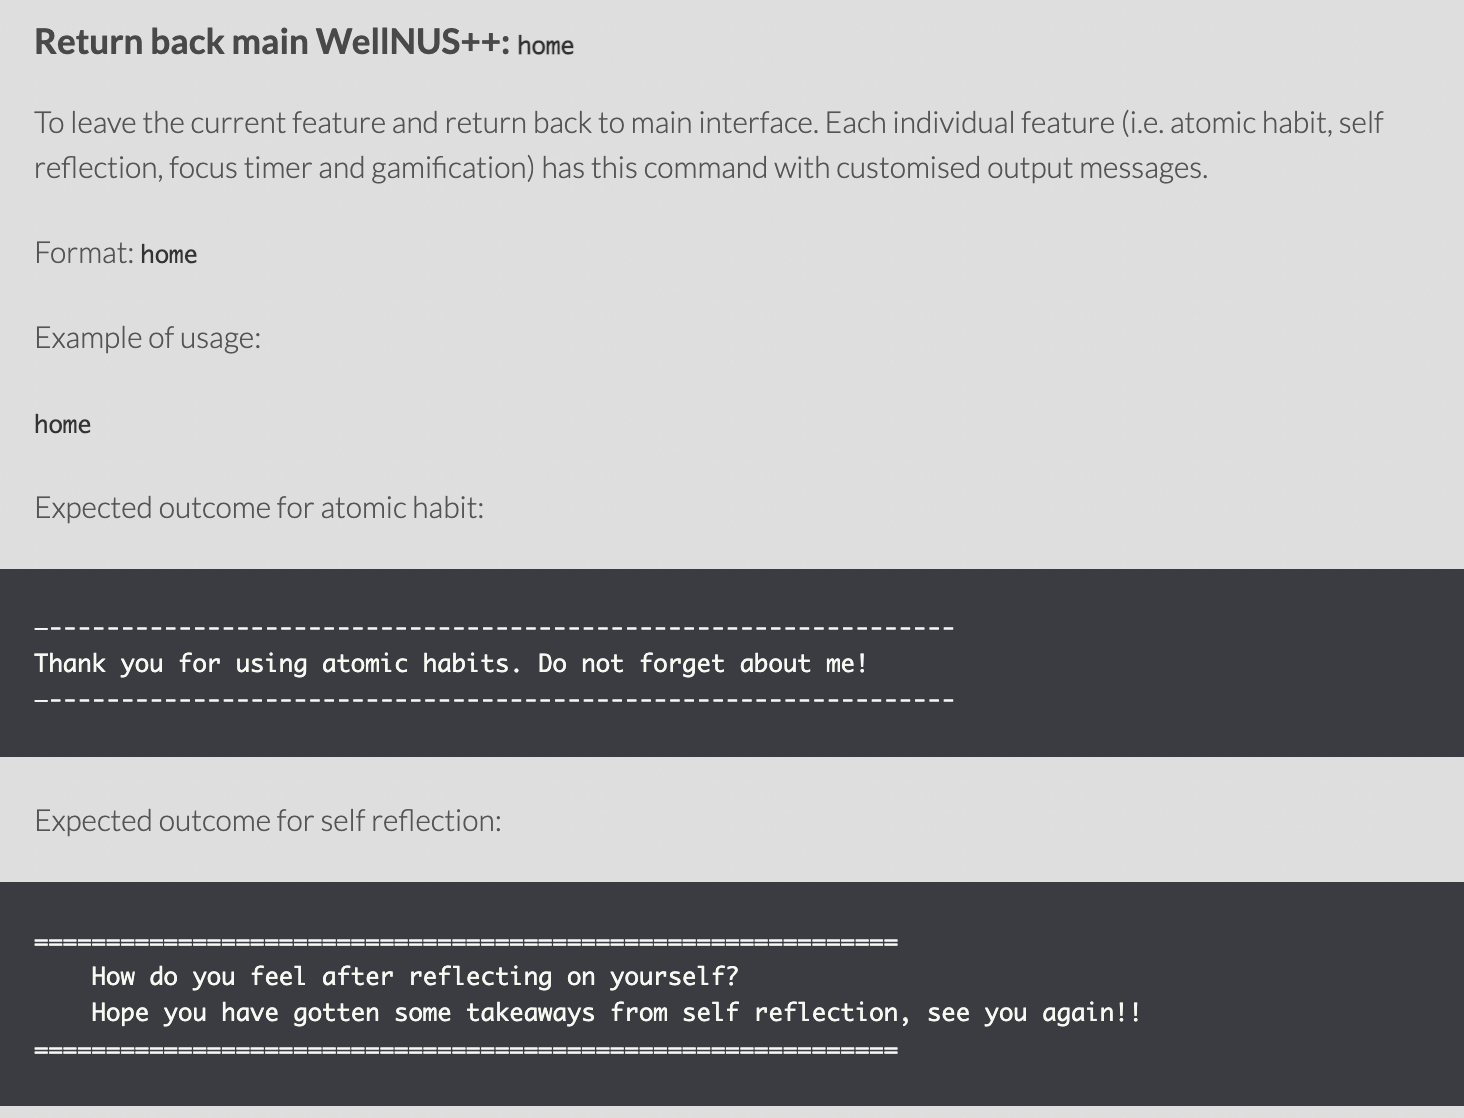 Return back main WellNUS++: home
To leave the current feature and return back to main interface. Each individual feature (i.e. atomic habit, self
reflection, focus timer and gamification) has this command with customised output messages.
Format: home
Example of usage:
home
Expected outcome for atomic habit:
----------------------------------------------------------------
Thank you for using atomic habits. Do not forget about me!
----------------------------------------------------------------
Expected outcome for self reflection:
============================================================
    How do you feel after reflecting on yourself?
    Hope you have gotten some takeaways from self reflection, see you again!!
============================================================